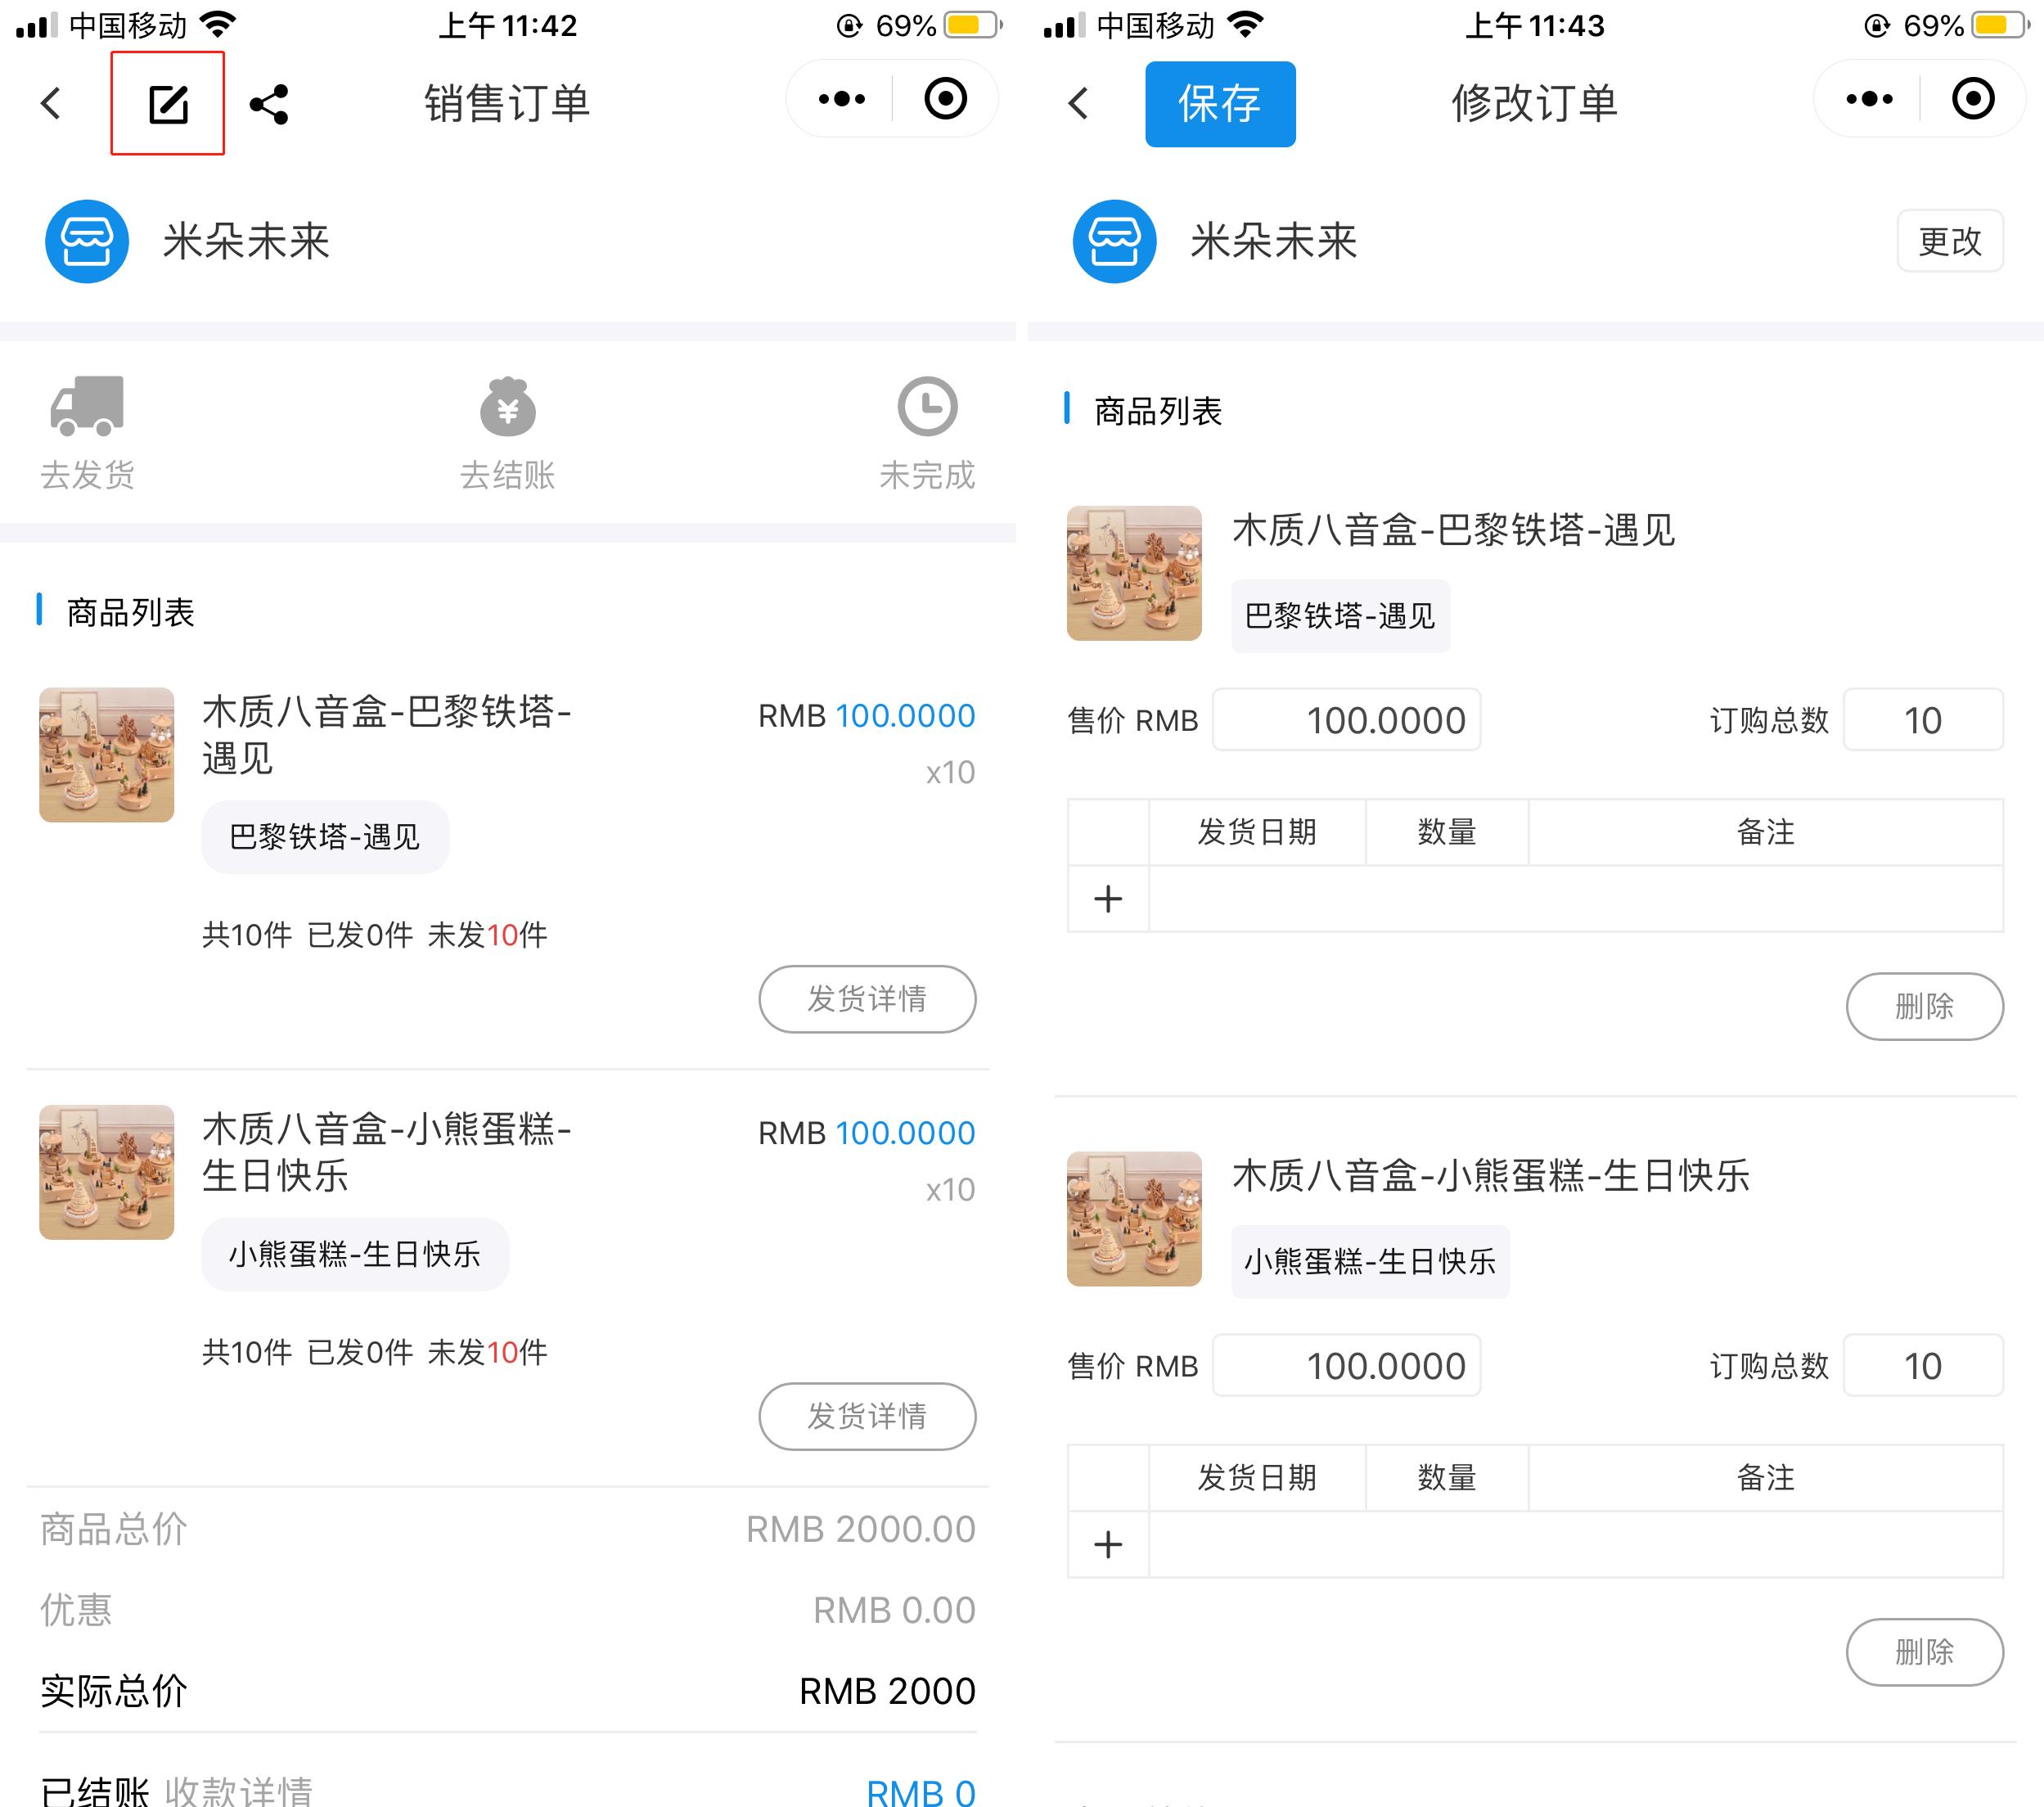 中国移动
上午11:42
69%
销售订单
米朵未来
去发货
去结账
未完成
商品列表
木质八音盒-巴黎铁塔-
遇见
RMB 100.0000
x10
巴黎铁塔-遇见
共10件 已发0件 未发10件
发货详情
木质八音盒-小熊蛋糕-
生日快乐
RMB 100.0000
x10
小熊蛋糕-生日快乐
共10件 已发0件 未发10件
发货详情
商品总价 RMB 2000.00
优惠 RMB 0.00
实际总价 RMB 2000
已结账 收款详情 RMB 0
中国移动
上午11:43
69%
保存
修改订单
米朵未来
更改
商品列表
木质八音盒-巴黎铁塔-遇见
巴黎铁塔-遇见
售价 RMB 100.0000 订购总数 10
发货日期 数量 备注
+
删除
木质八音盒-小熊蛋糕-生日快乐
小熊蛋糕-生日快乐
售价 RMB 100.0000 订购总数 10
发货日期 数量 备注
+
删除